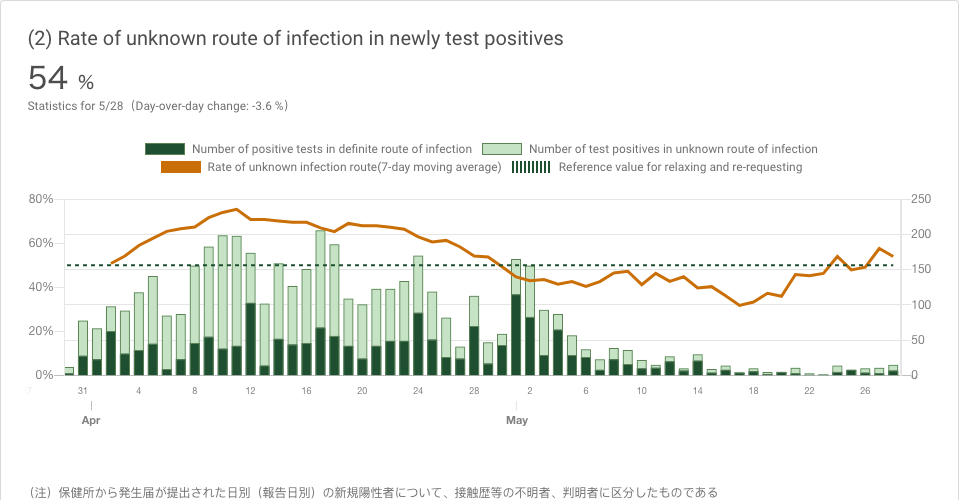 (2) Rate of unknown route of infection in newly test positives
54 %
Statistics for 5/28（Day-over-day change: -3.6 %）
Number of positive tests in definite route of infection Number of test positives in unknown route of infection
Rate of unknown infection route(7-day moving average) Reference value for relaxing and re-requesting
80% 250
200
60%
150
40%
100
20%
50
0% 0
31 4 8 12 16 20 24 28 2 6 10 14 18 22 26
Apr May
（注）保健所から発生届が提出された日別（報告日別）の新規陽性者について、接触歴等の不明者、判明者に区分したものである